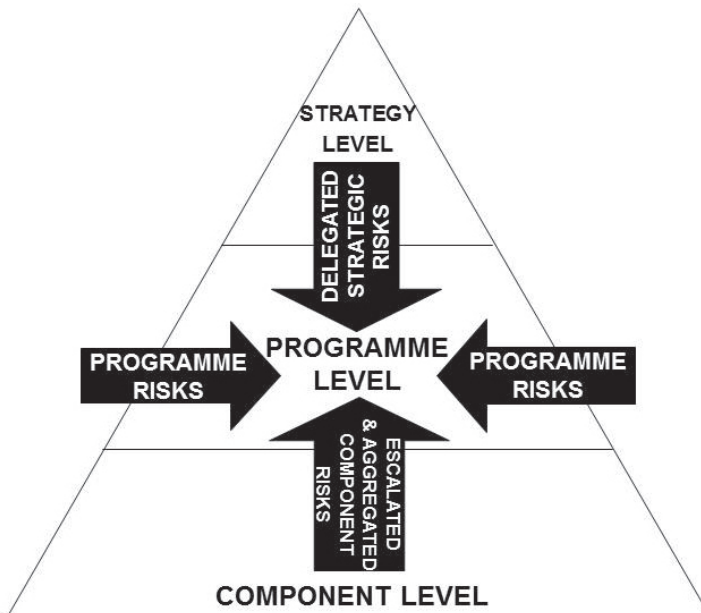 STRATEGY
LEVEL
DELEGATED
STRATEGIC
RISKS
PROGRAMME
RISKS
PROGRAMME
LEVEL
PROGRAMME
RISKS
ESCALATED
& AGGREGATED
COMPONENT
RISKS
COMPONENT LEVEL